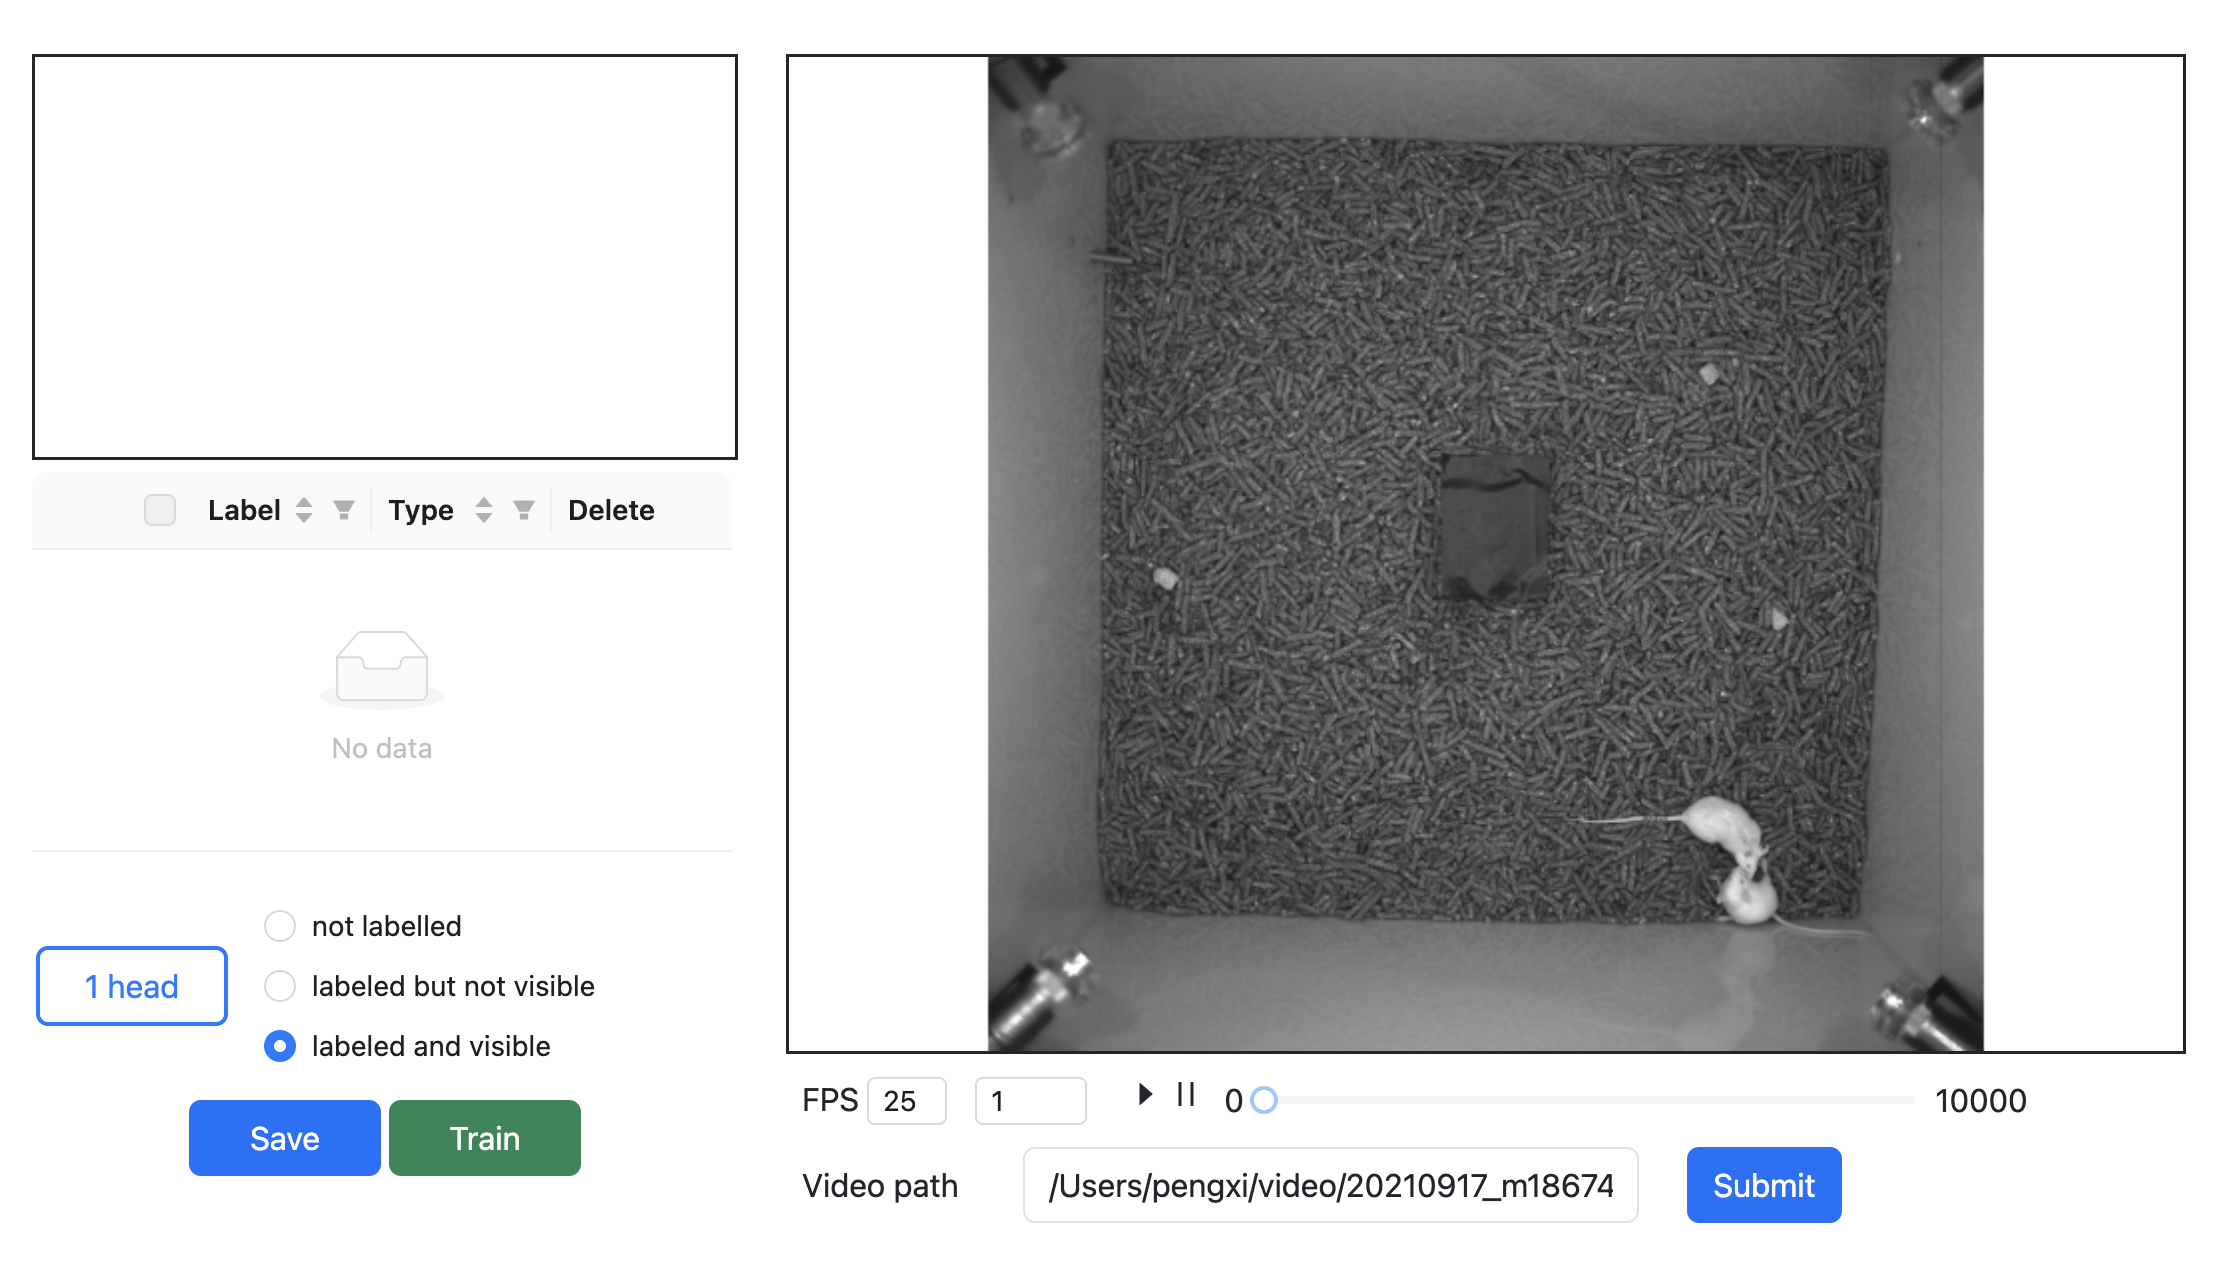 Label Type Delete
No data
not labelled
1 head
labeled but not visible
labeled and visible
Save Train
FPS 25 1 0 10000
Video path /Users/pengxi/video/20210917_m18674 Submit